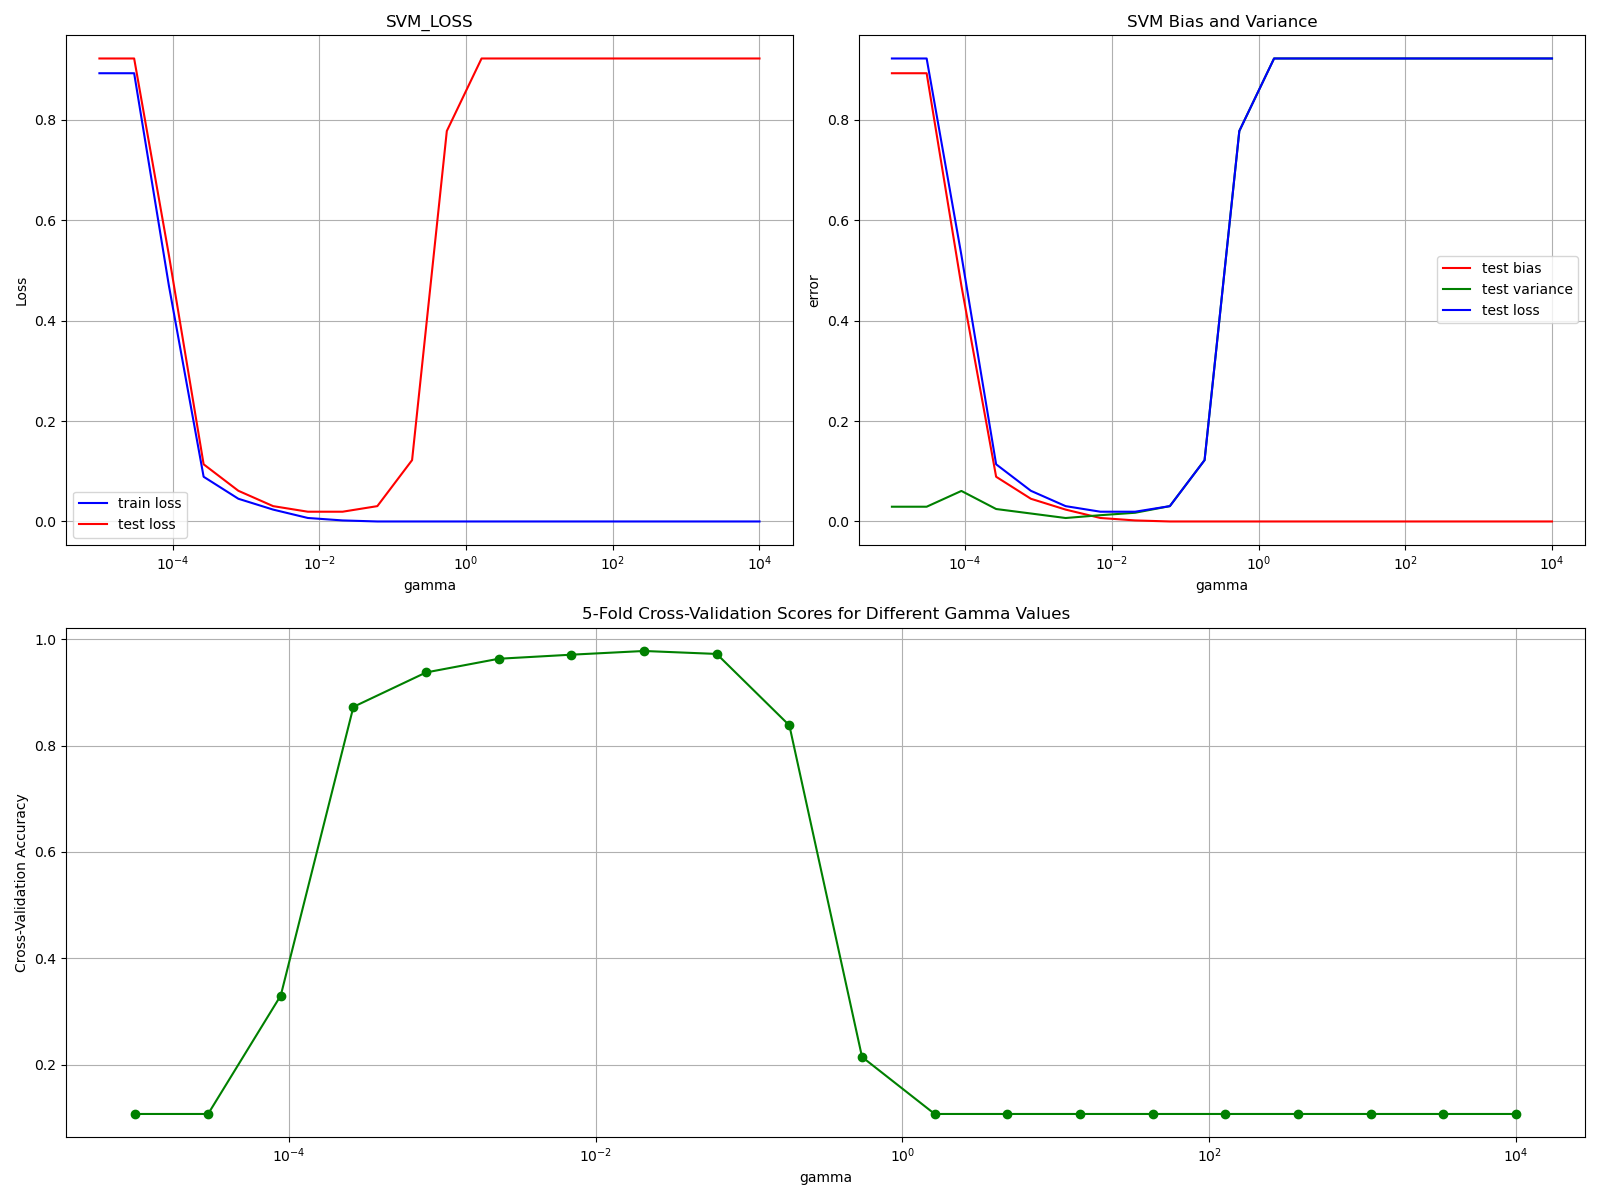 SVM_LOSS
Loss
0.8
0.6
0.4
0.2
0.0
train loss
test loss
10^-4
10^-2
10^0
10^2
10^4
gamma
SVM Bias and Variance
error
0.8
0.6
0.4
0.2
0.0
test bias
test variance
test loss
10^-4
10^-2
10^0
10^2
10^4
gamma
5-Fold Cross-Validation Scores for Different Gamma Values
Cross-Validation Accuracy
1.0
0.8
0.6
0.4
0.2
10^-4
10^-2
10^0
10^2
10^4
gamma